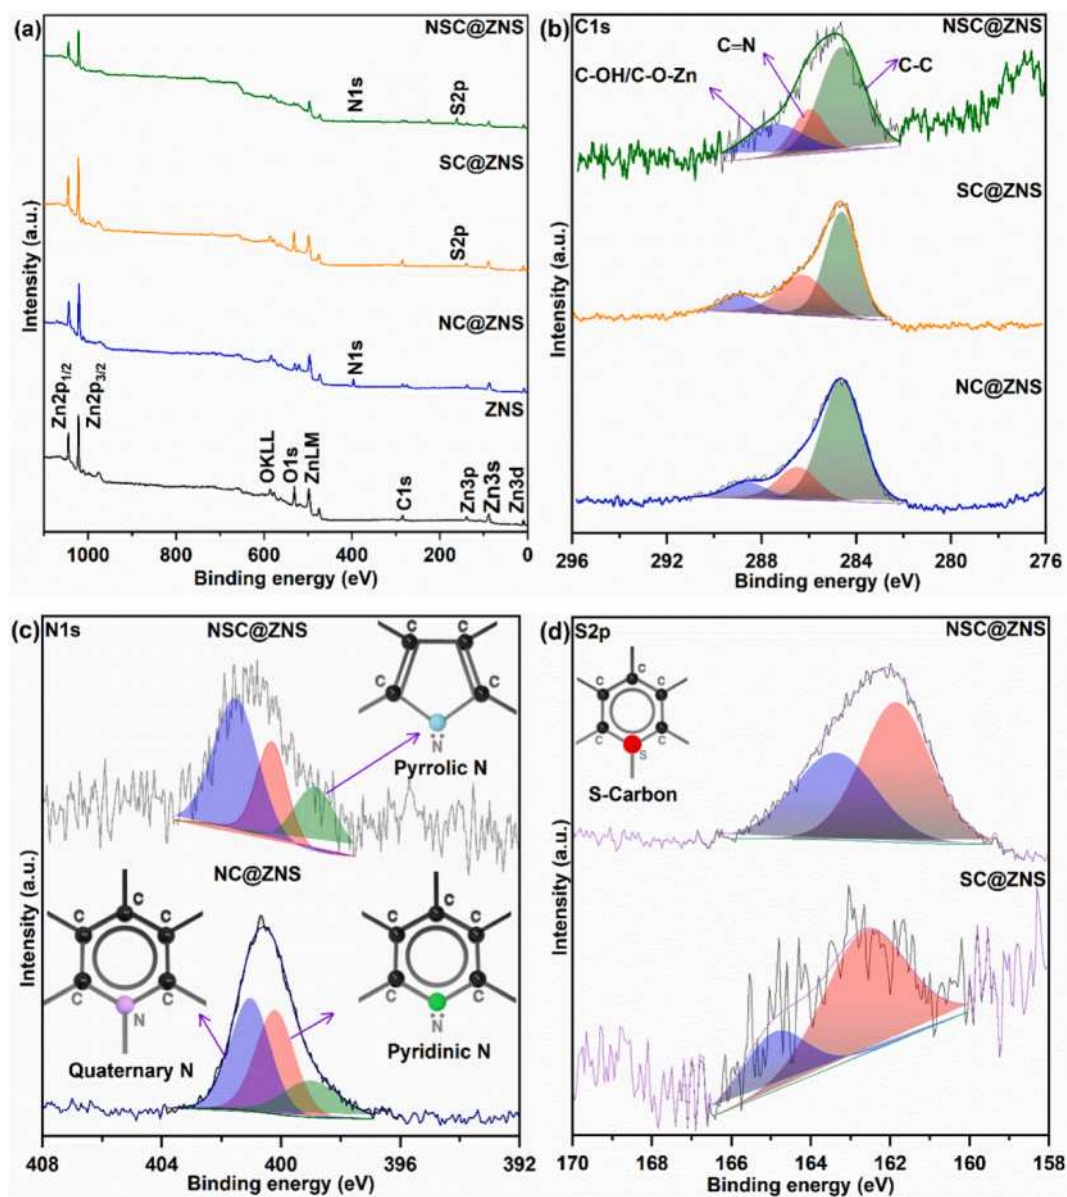 (a)
NSC@ZNS
N1s
S2p
SC@ZNS
S2p
NC@ZNS
N1s
ZNS
Zn2p1/2
Zn2p3/2
OKLL
O1s
ZnLM
C1s
Zn3p
Zn3s
Zn3d
Intensity (a.u.)
1000 800 600 400 200 0
Binding energy (eV)
(b) C1s
NSC@ZNS
C=N
C-OH/C-O-Zn
C-C
SC@ZNS
NC@ZNS
Intensity (a.u.)
296 292 288 284 280 276
Binding energy (eV)
(c) N1s
NSC@ZNS
C C
C C
N
Pyrrolic N
NC@ZNS
C
C C
C C
N
Quaternary N
C
C C
C C
N
Pyridinic N
Intensity (a.u.)
408 404 400 396 392
Binding energy (eV)
(d) S2p
NSC@ZNS
C
C C
C C
S
S-Carbon
SC@ZNS
Intensity (a.u.)
170 168 166 164 162 160 158
Binding energy (eV)